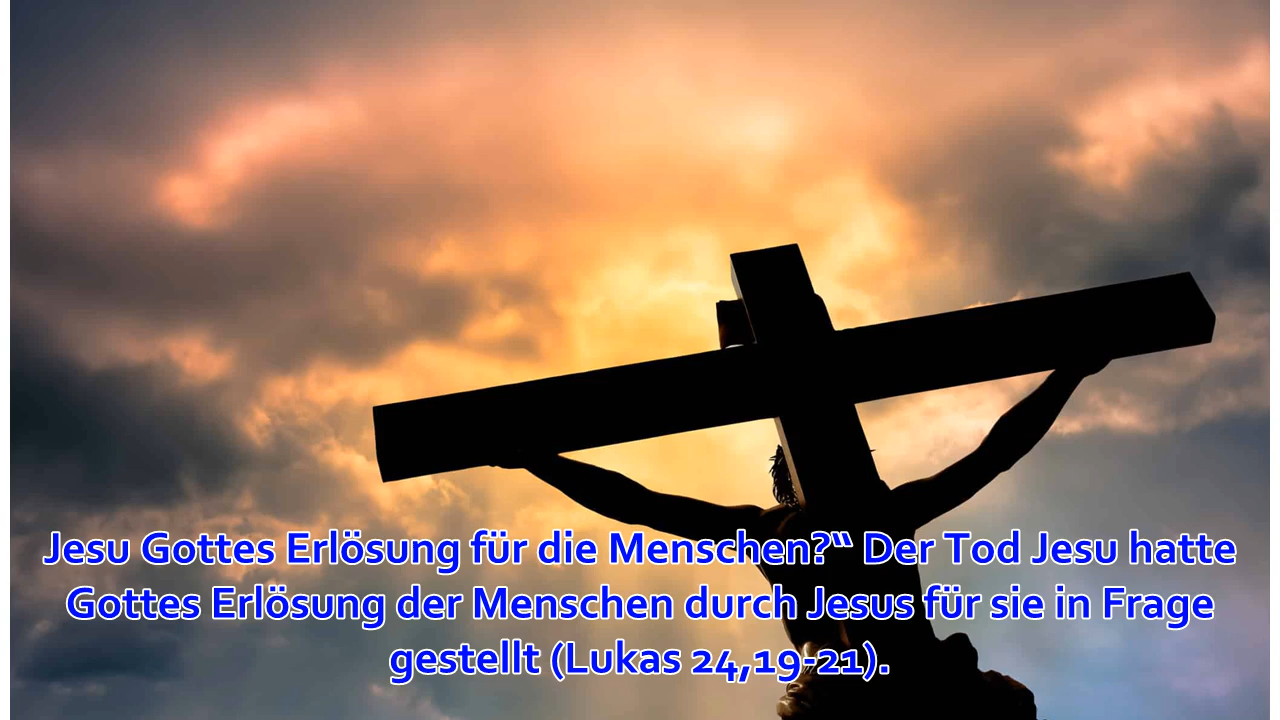 Jesu Gottes Erlösung für die Menschen?“ Der Tod Jesu hatte
Gottes Erlösung der Menschen durch Jesus für sie in Frage
gestellt (Lukas 24,19-21).